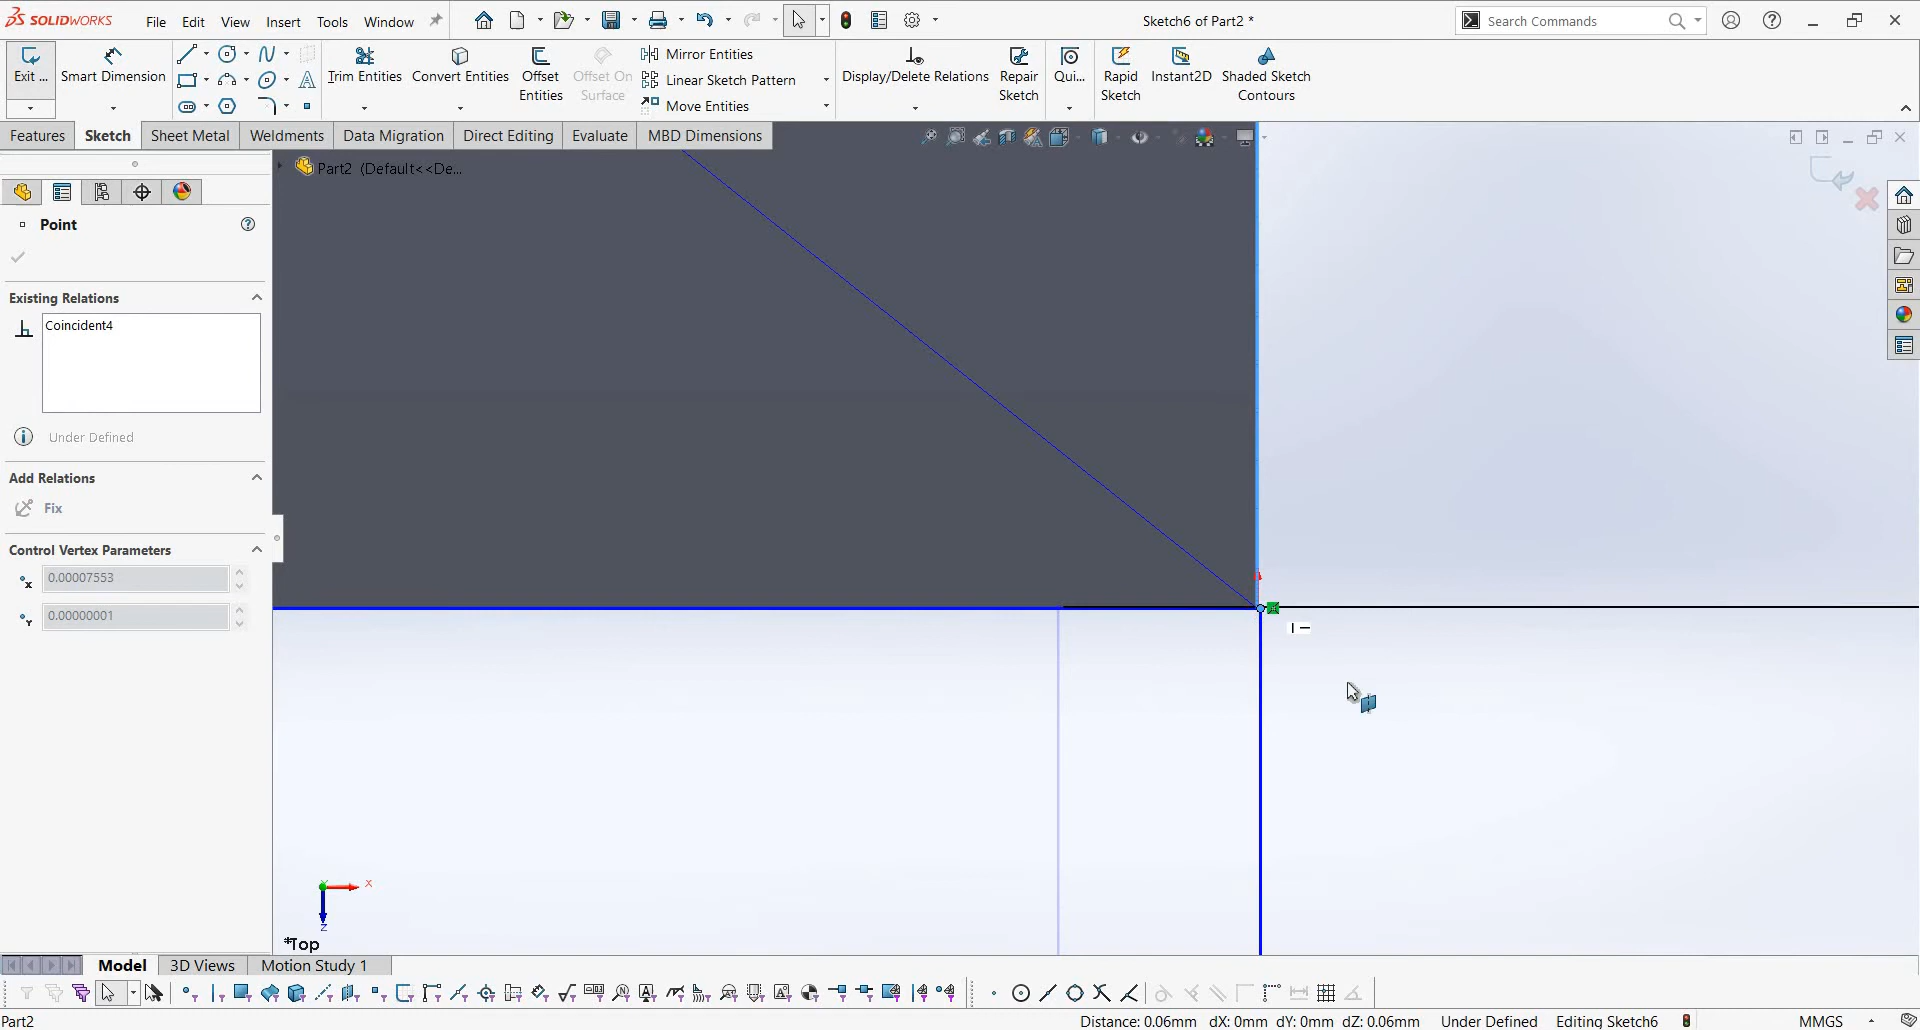 SOLIDWORKS File Edit View Insert Tools Window Sketch6 of Part2 * Search Commands
Exit ... Smart Dimension Trim Entities Convert Entities Offset Entities Offset On Surface Mirror Entities Linear Sketch Pattern Move Entities Display/Delete Relations Repair Sketch Qui... Rapid Sketch Instant2D Shaded Sketch Contours
Features Sketch Sheet Metal Weldments Data Migration Direct Editing Evaluate MBD Dimensions
Part2 (Default<<De...
Point
Existing Relations
Coincident4
Under Defined
Add Relations
Fix
Control Vertex Parameters
0.00007553
0.00000001
X
Z
*Top
Model 3D Views Motion Study 1
Part2 Distance: 0.06mm dX: 0mm dY: 0mm dZ: 0.06mm Under Defined Editing Sketch6 MMGS